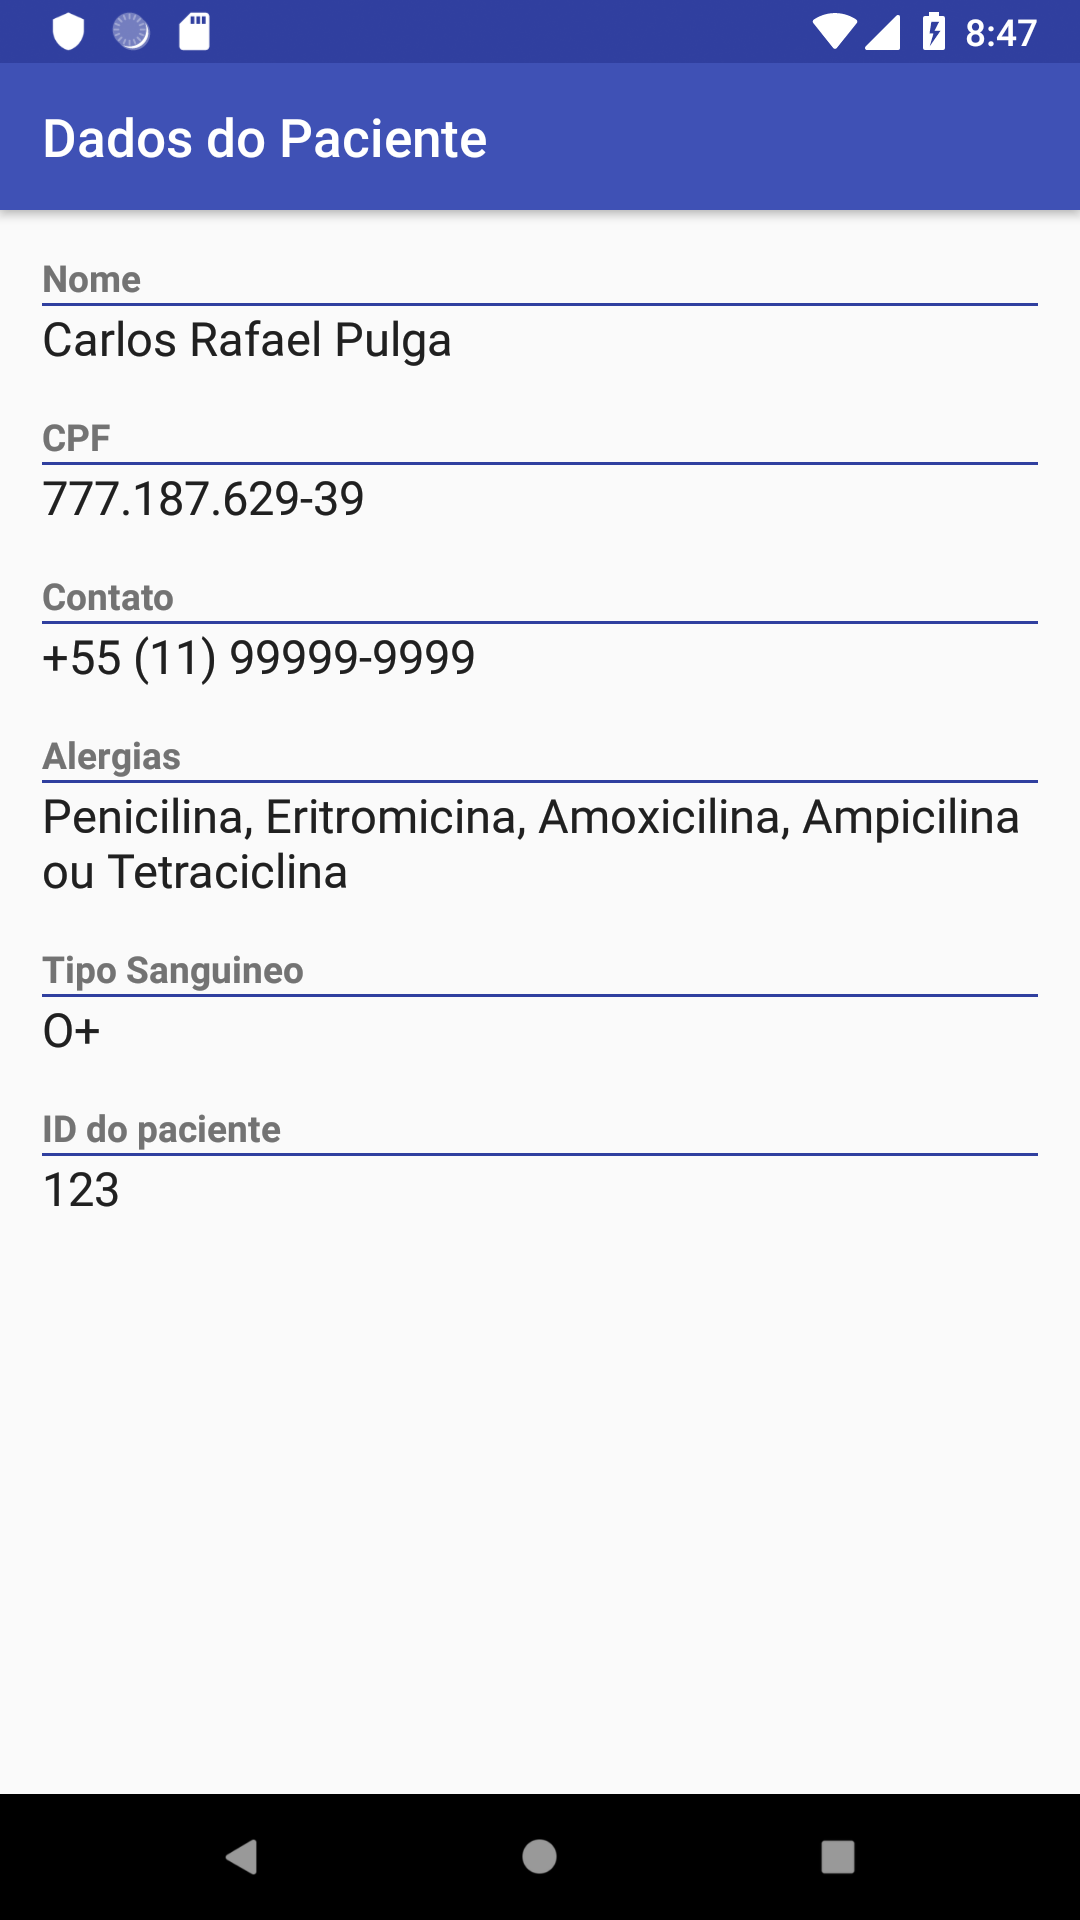 8:47
Dados do Paciente
Nome
Carlos Rafael Pulga
CPF
777.187.629-39
Contato
+55 (11) 99999-9999
Alergias
Penicilina, Eritromicina, Amoxicilina, Ampicilina
ou Tetraciclina
Tipo Sanguineo
O+
ID do paciente
123